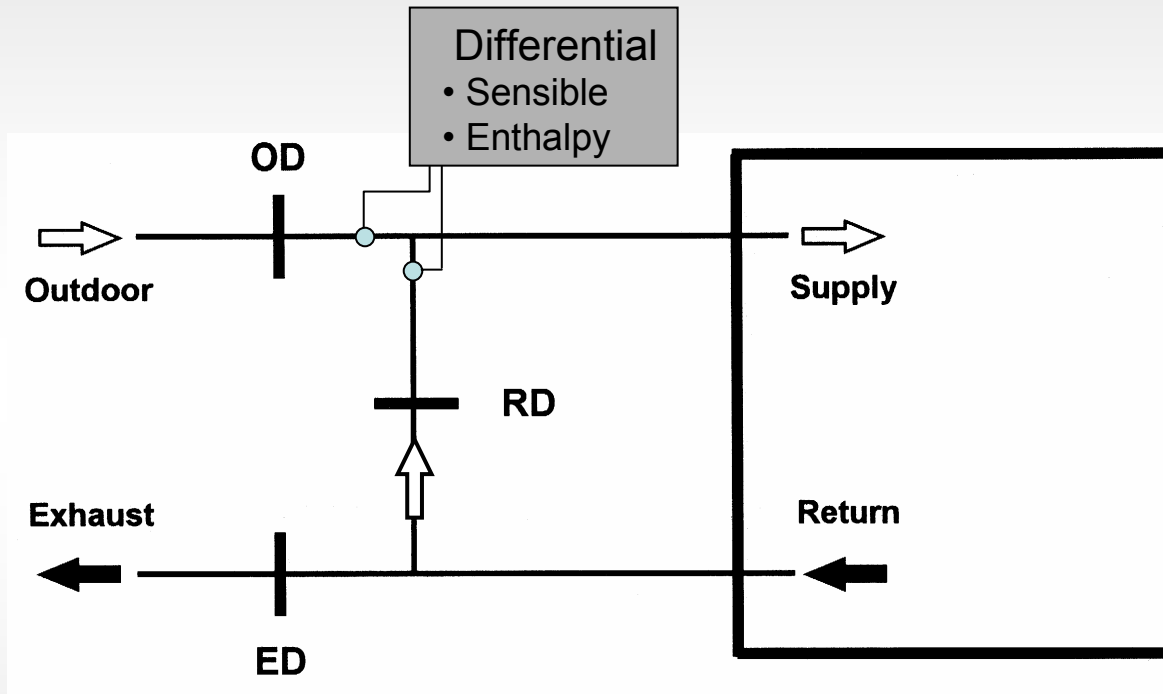 Differential
• Sensible
• Enthalpy
OD
Outdoor
Supply
RD
Exhaust
Return
ED